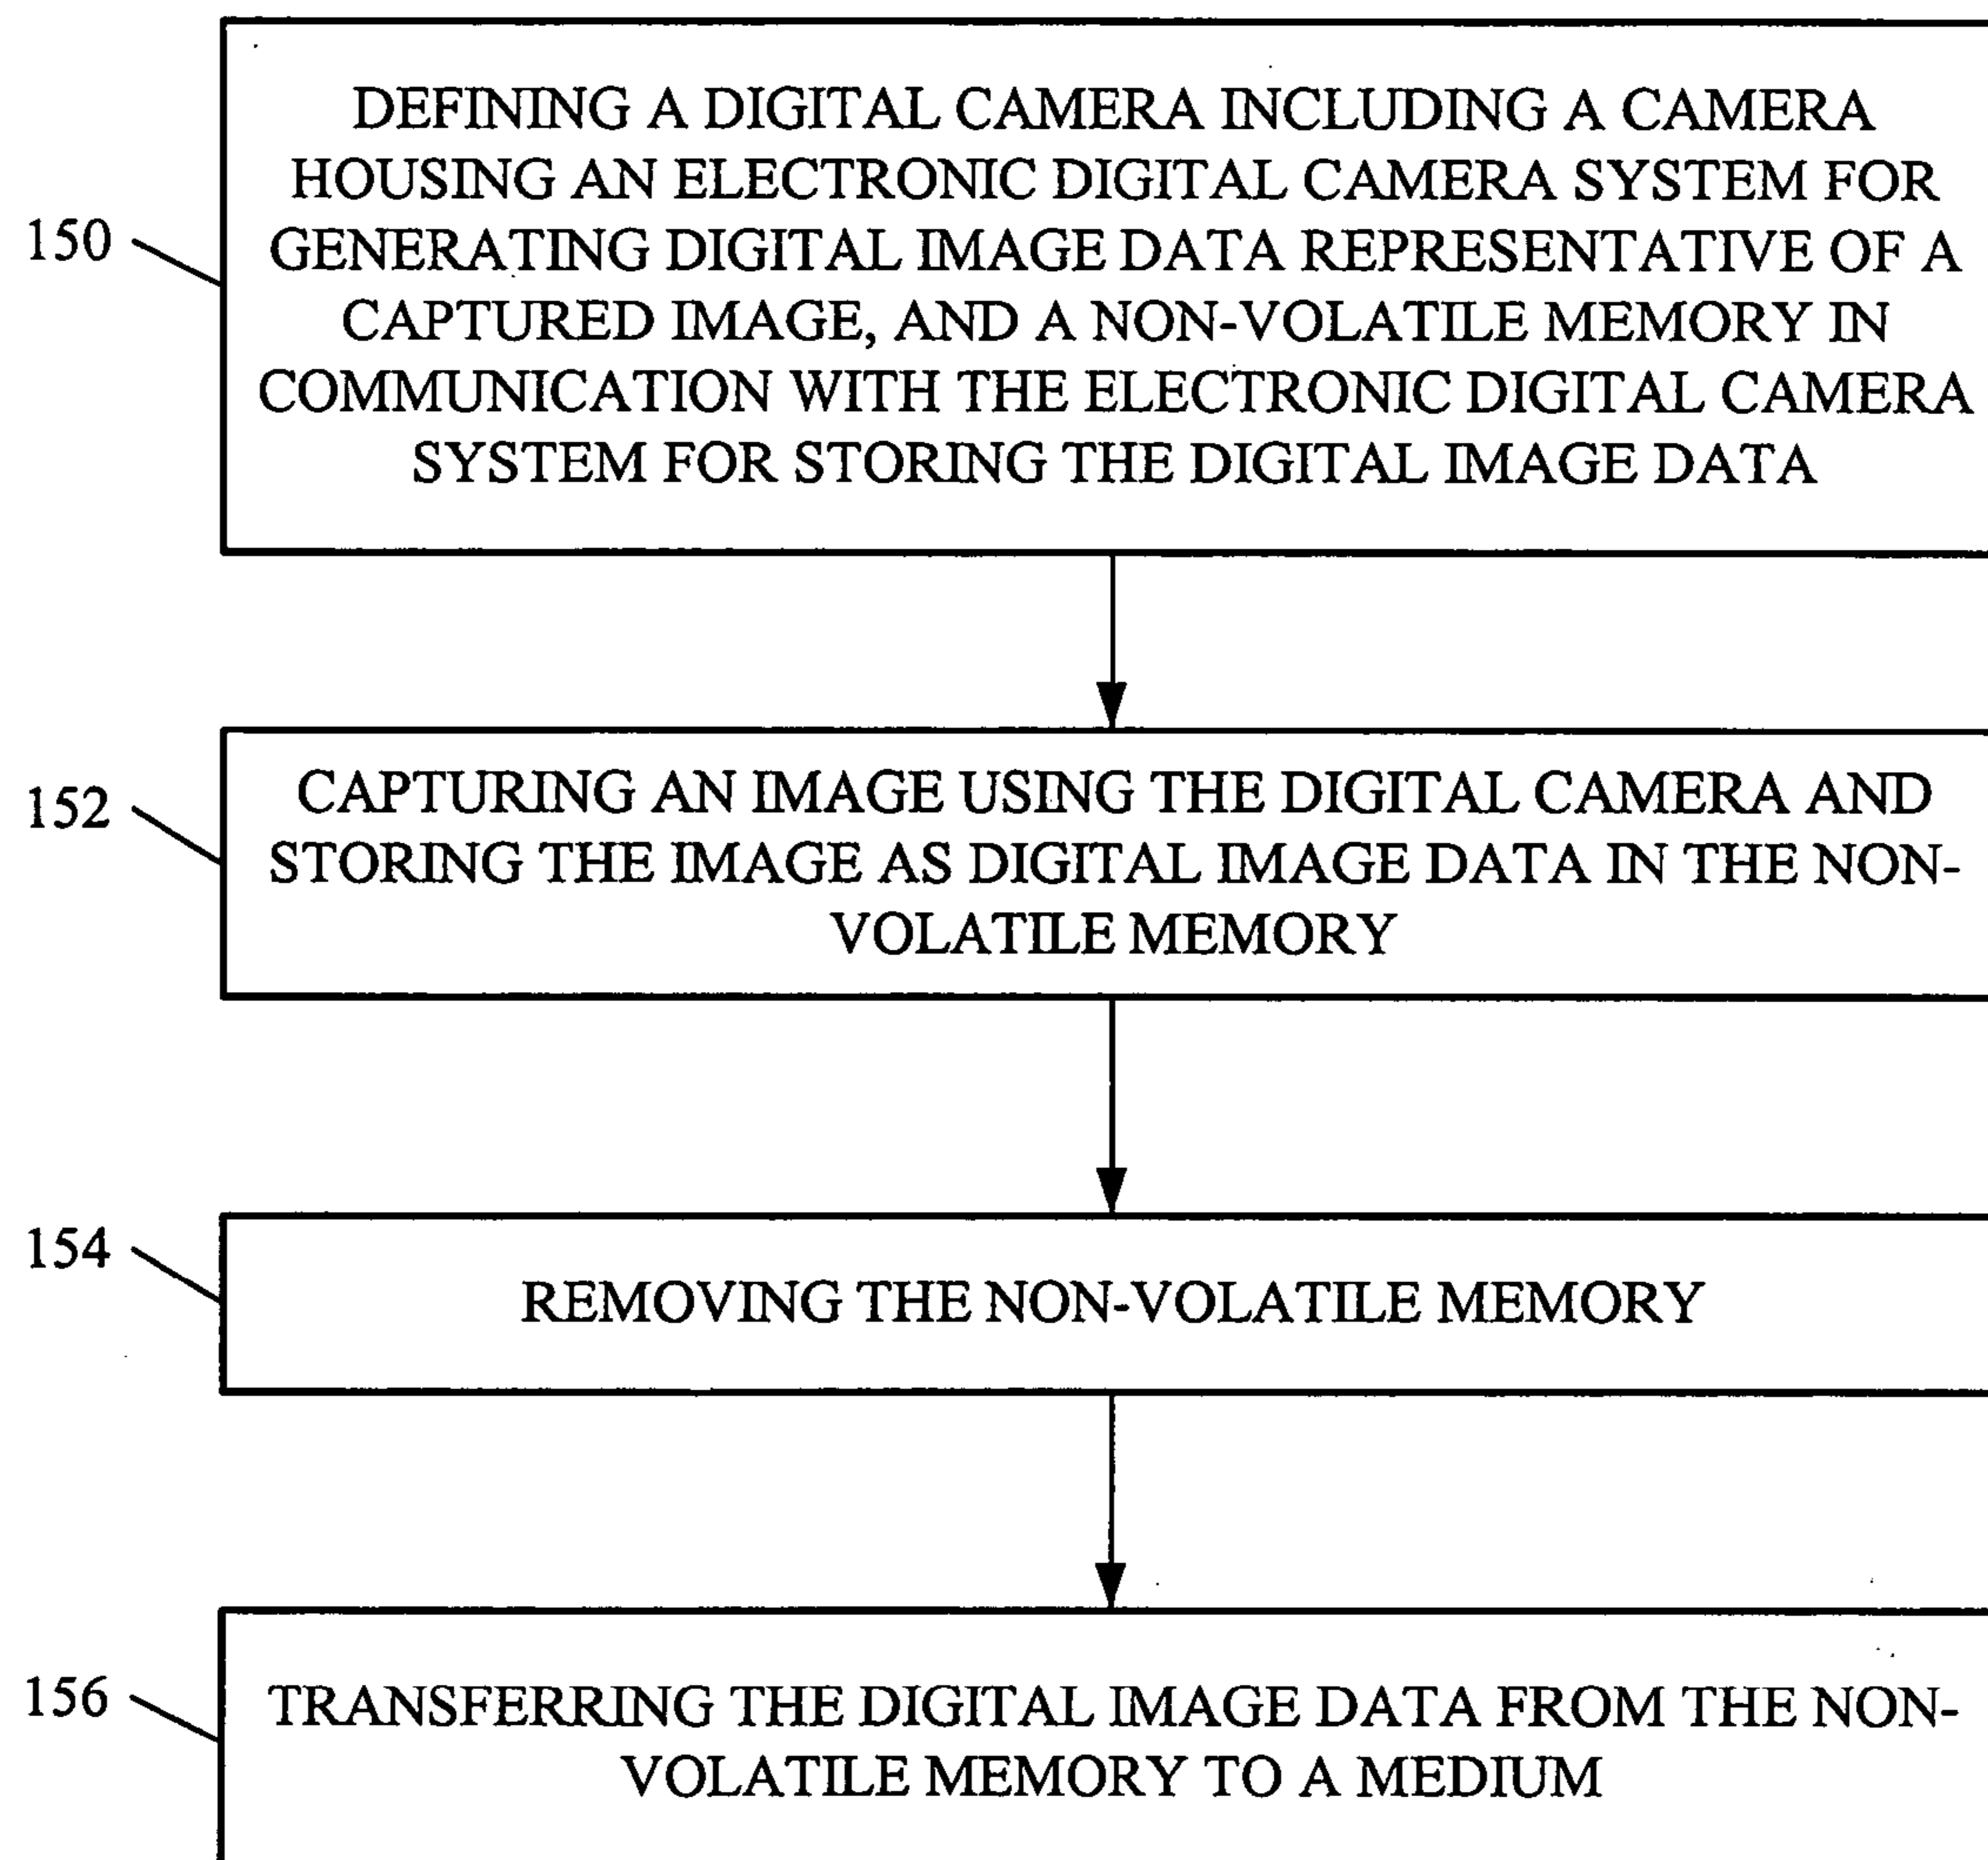 DEFINING A DIGITAL CAMERA INCLUDING A CAMERA
HOUSING AN ELECTRONIC DIGITAL CAMERA SYSTEM FOR
150
GENERATING DIGITAL IMAGE DATA REPRESENTATIVE OF A
CAPTURED IMAGE, AND A NON-VOLATILE MEMORY IN
COMMUNICATION WITH THE ELECTRONIC DIGITAL CAMERA
SYSTEM FOR STORING THE DIGITAL IMAGE DATA
152
CAPTURING AN IMAGE USING THE DIGITAL CAMERA AND
STORING THE IMAGE AS DIGITAL IMAGE DATA IN THE NON-
VOLATILE MEMORY
154
REMOVING THE NON-VOLATILE MEMORY
156
TRANSFERRING THE DIGITAL IMAGE DATA FROM THE NON-
VOLATILE MEMORY TO A MEDIUM